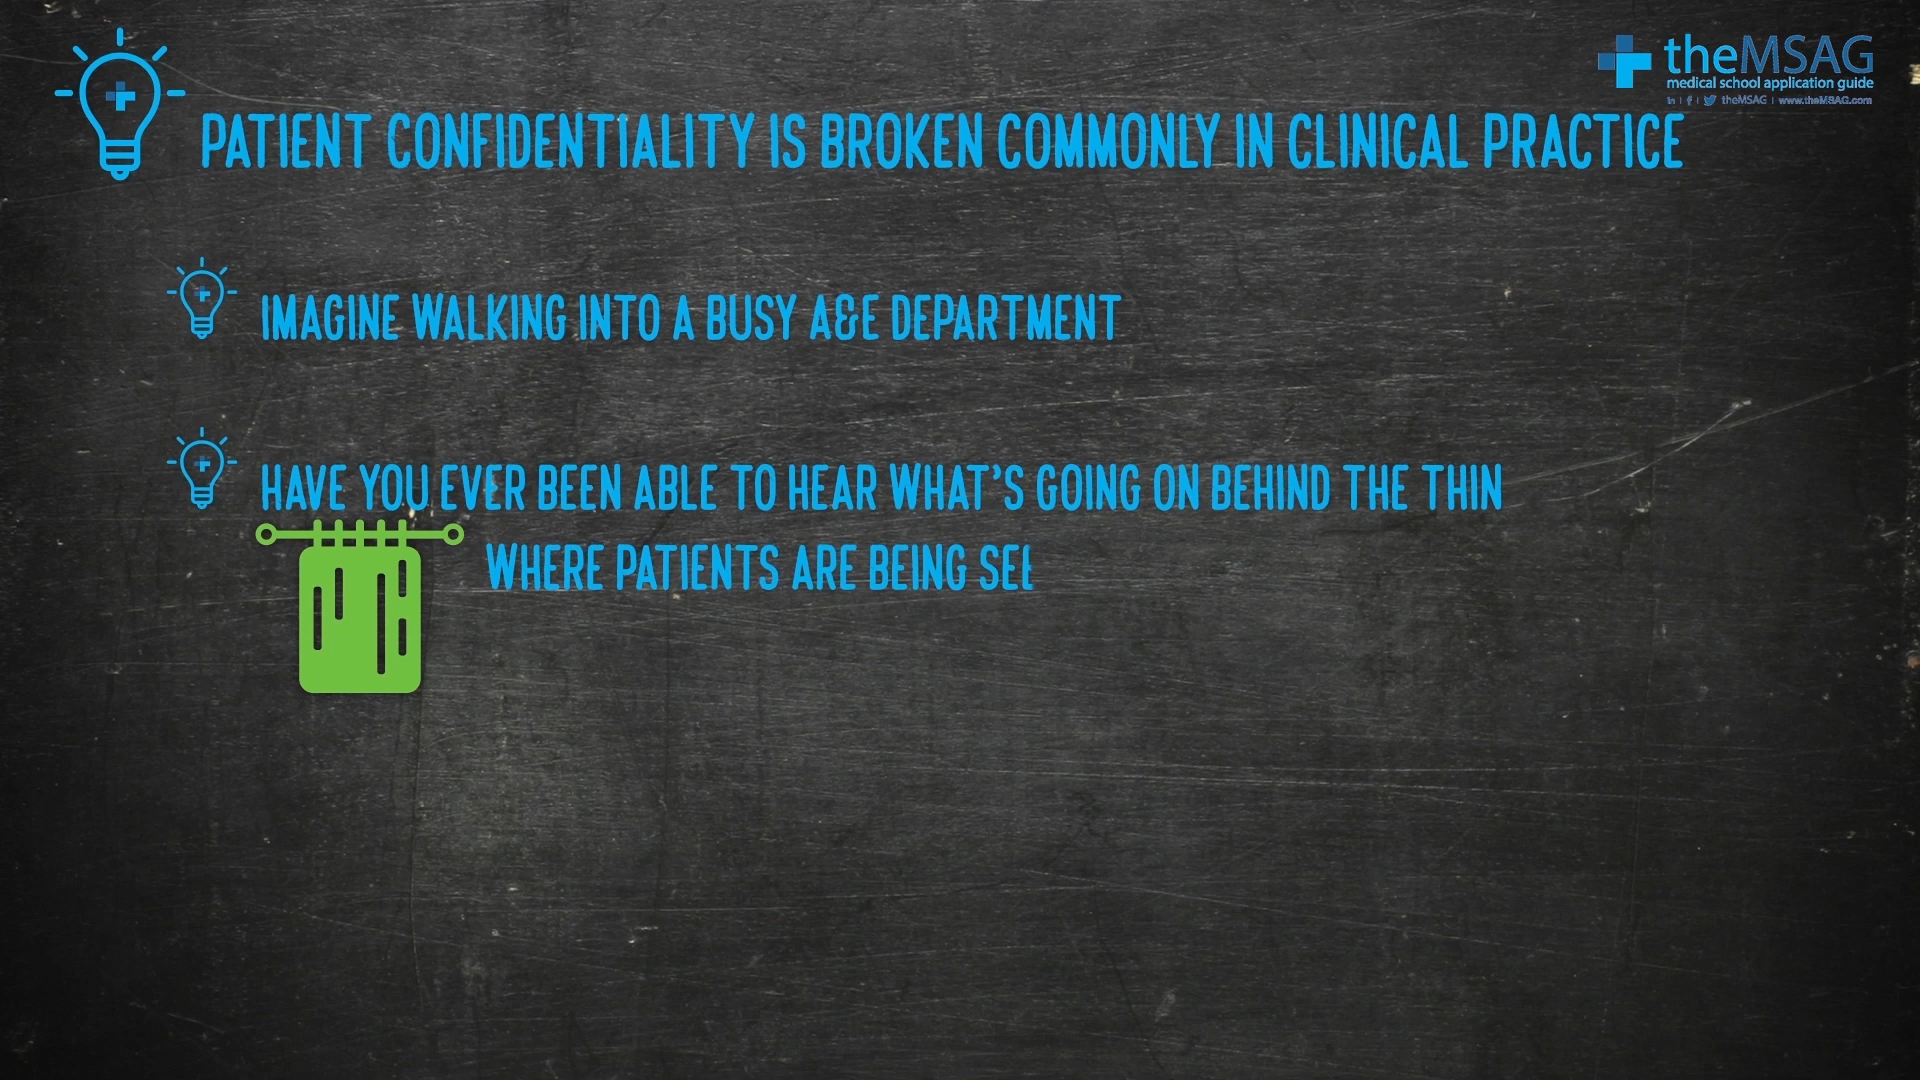 theMSAG
medical school application guide
in | f | theMSAG | www.theMSAG.com
PATIENT CONFIDENTIALITY IS BROKEN COMMONLY IN CLINICAL PRACTICE
IMAGINE WALKING INTO A BUSY A&E DEPARTMENT
HAVE YOU EVER BEEN ABLE TO HEAR WHAT'S GOING ON BEHIND THE THIN
WHERE PATIENTS ARE BEING SEE